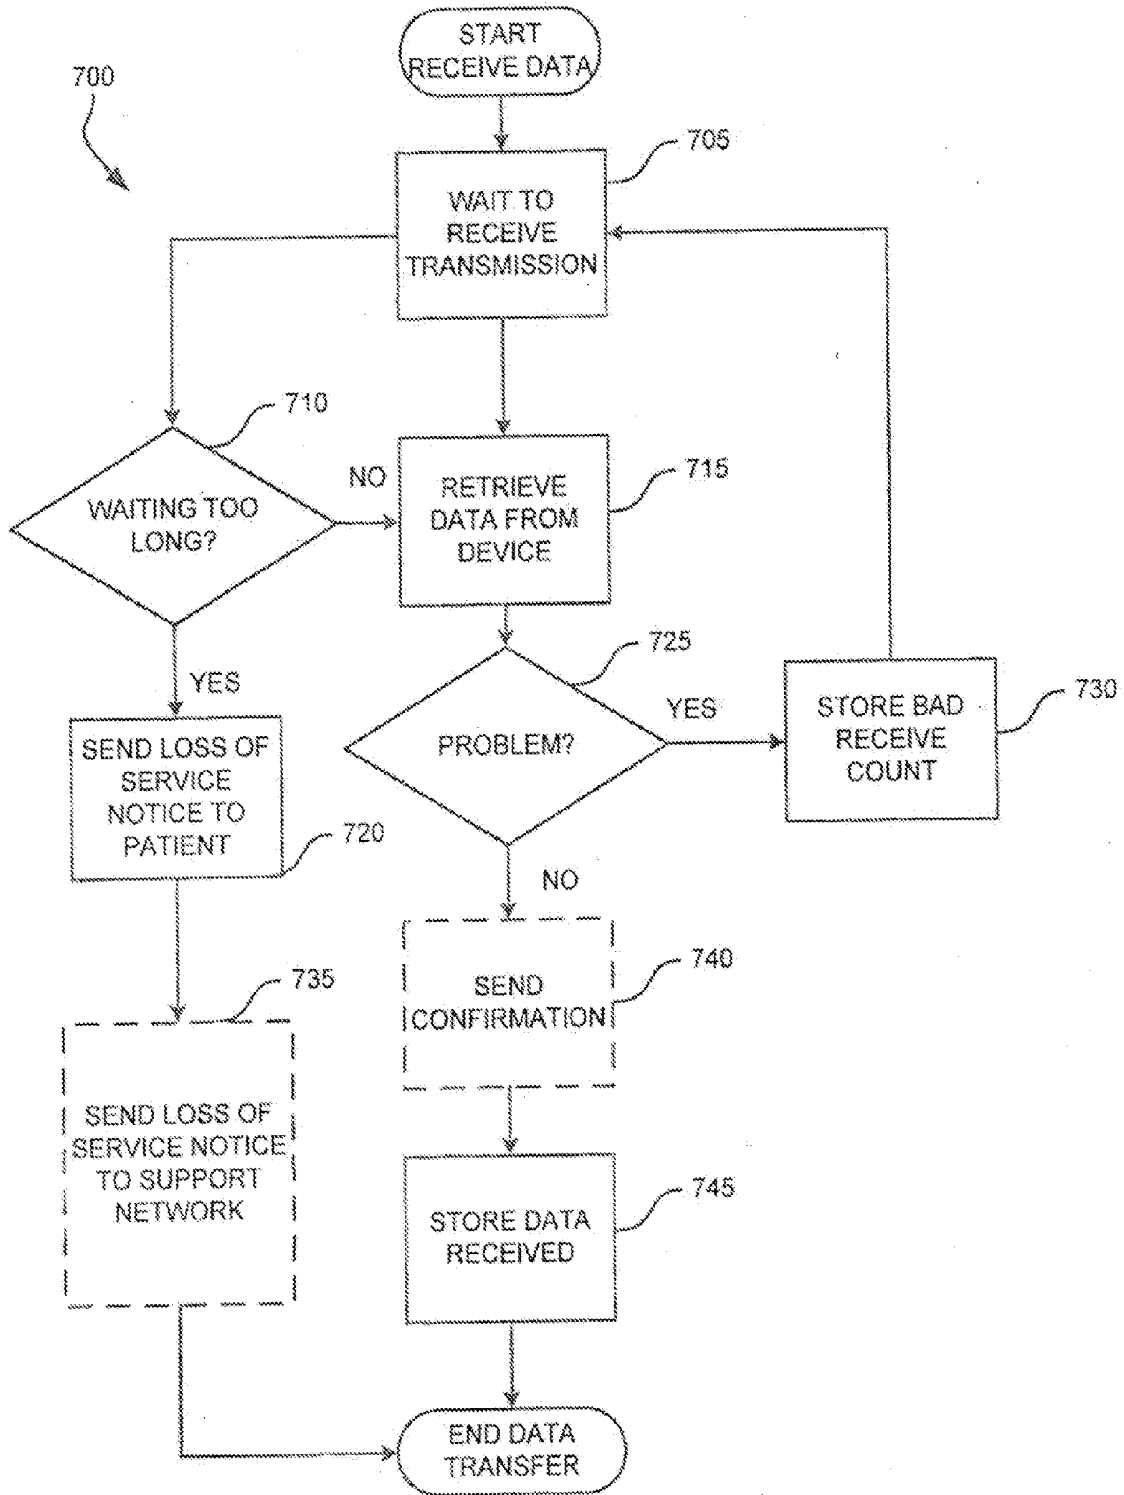 START
RECEIVE DATA
700
705
WAIT TO
RECEIVE
TRANSMISSION
710
WAITING TOO
LONG?
NO
715
RETRIEVE
DATA FROM
DEVICE
YES
725
PROBLEM?
YES
730
STORE BAD
RECEIVE
COUNT
SEND LOSS OF
SERVICE
NOTICE TO
PATIENT
720
NO
740
SEND
CONFIRMATION
735
SEND LOSS OF
SERVICE NOTICE
TO SUPPORT
NETWORK
745
STORE DATA
RECEIVED
END DATA
TRANSFER